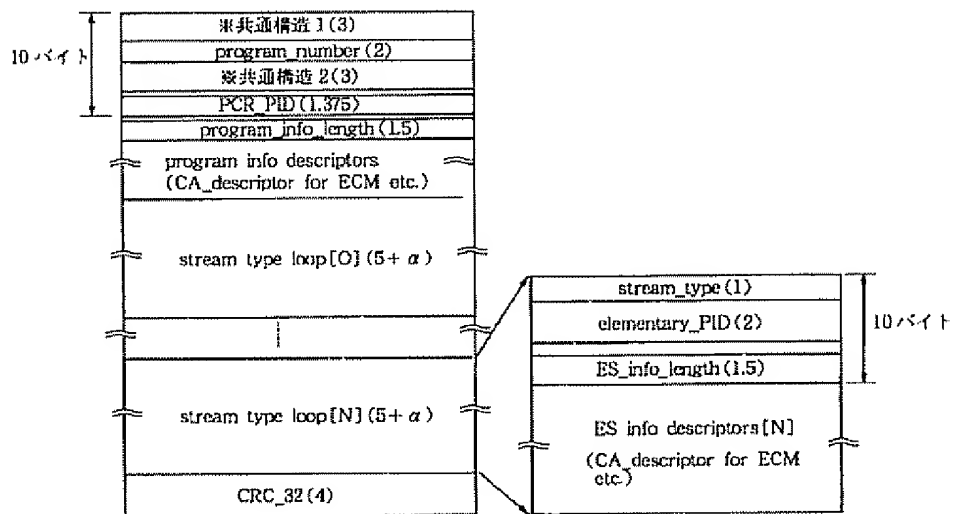 ※共通構造1(3)
10バイト
program_number(2)
※共通構造2(3)
PCR_PID(1.375)
program_info_length(1.5)
program info descriptors
(CA_descriptor for ECM etc.)
stream type loop[0](5+α)
stream type loop[N](5+α)
CRC_32(4)
stream_type(1)
elementary_PID(2)
10バイト
ES_info_length(1.5)
ES info descriptors[N]
(CA_descriptor for ECM
etc.)